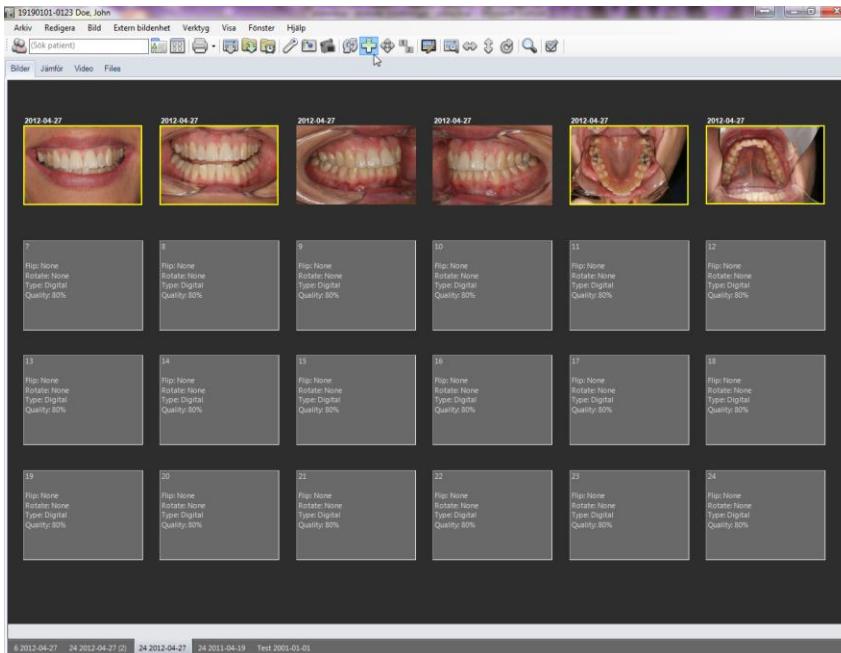 19190101-0123 Doe, John
Arkiv Redigera Bild Extern bildenhet Verktyg Visa Fönster Hjälp
(Sök patient)
Bilder Jämför Video Files
2012-04-27 2012-04-27 2012-04-27 2012-04-27 2012-04-27 2012-04-27
7 8 9 10 11 12
Flip: None Flip: None Flip: None Flip: None Flip: None Flip: None
Rotate: None Rotate: None Rotate: None Rotate: None Rotate: None Rotate: None
Type: Digital Type: Digital Type: Digital Type: Digital Type: Digital Type: Digital
Quality: 80% Quality: 80% Quality: 80% Quality: 80% Quality: 80% Quality: 80%
13 14 15 16 17 18
Flip: None Flip: None Flip: None Flip: None Flip: None Flip: None
Rotate: None Rotate: None Rotate: None Rotate: None Rotate: None Rotate: None
Type: Digital Type: Digital Type: Digital Type: Digital Type: Digital Type: Digital
Quality: 80% Quality: 80% Quality: 80% Quality: 80% Quality: 80% Quality: 80%
19 20 21 22 23 24
Flip: None Flip: None Flip: None Flip: None Flip: None Flip: None
Rotate: None Rotate: None Rotate: None Rotate: None Rotate: None Rotate: None
Type: Digital Type: Digital Type: Digital Type: Digital Type: Digital Type: Digital
Quality: 80% Quality: 80% Quality: 80% Quality: 80% Quality: 80% Quality: 80%
6 2012-04-27 24 2012-04-27 (2) 24 2012-04-27 24 2011-04-19 Test 2001-01-01